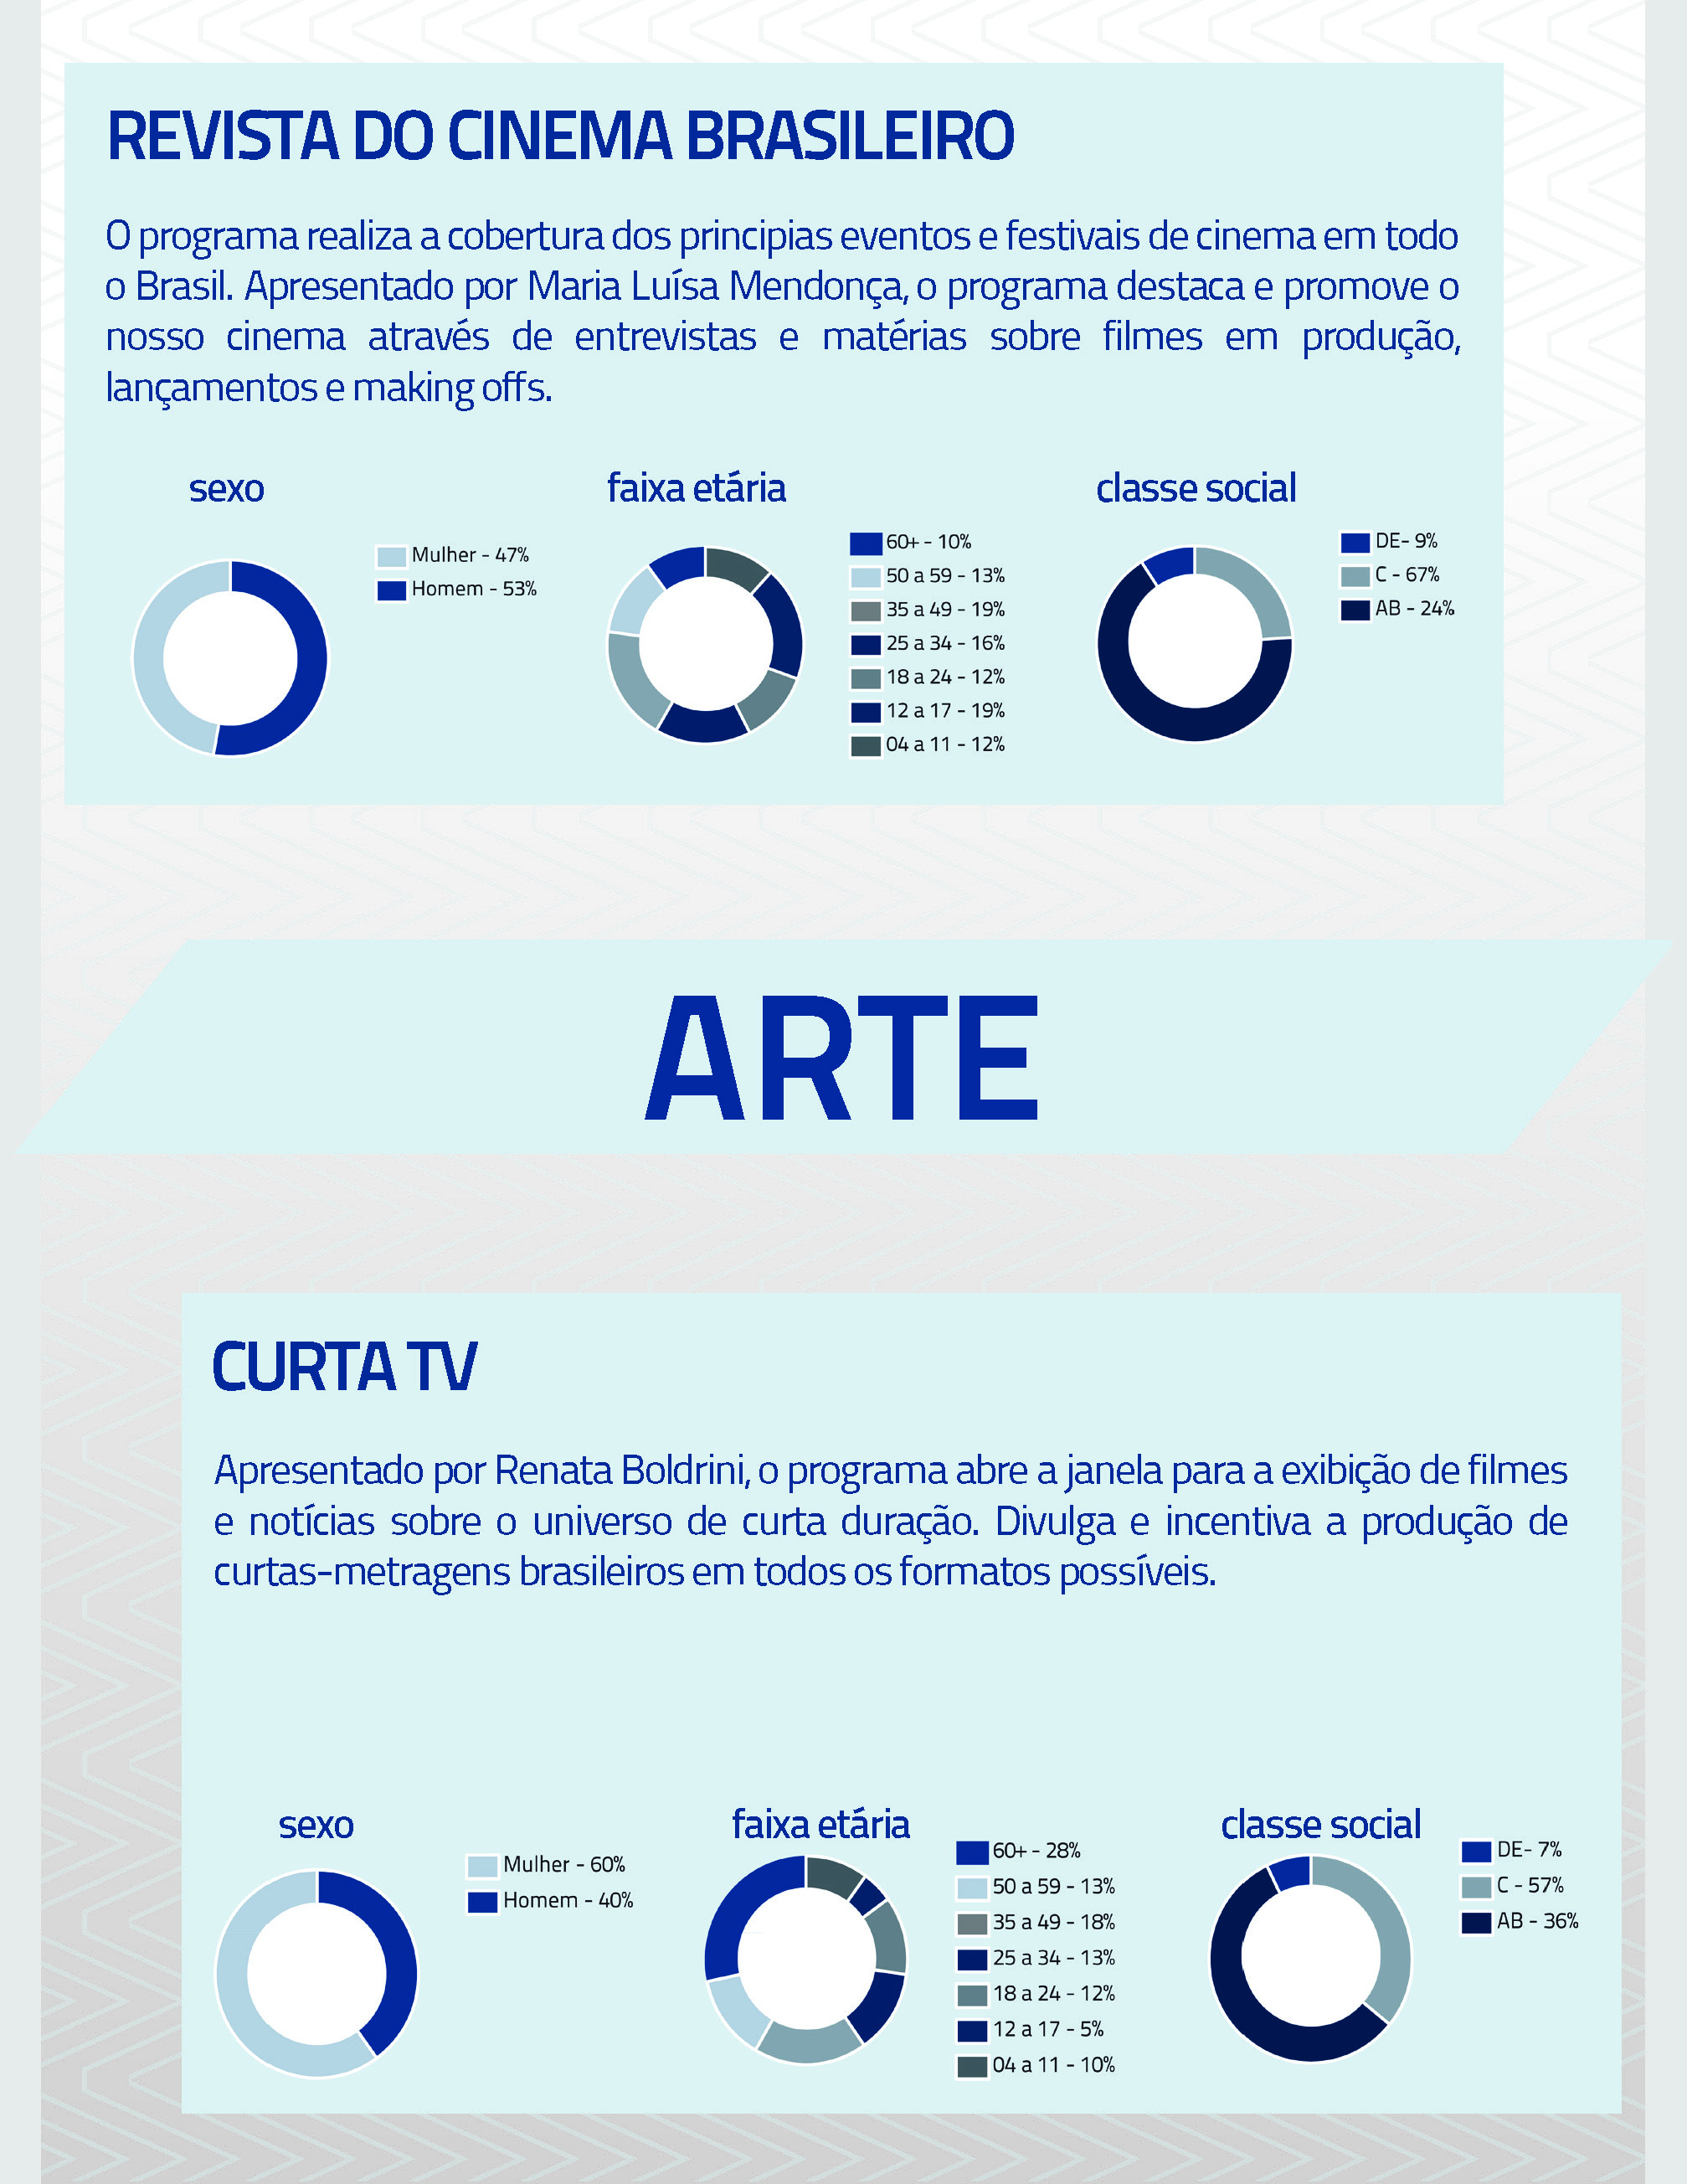 REVISTA DO CINEMA BRASILEIRO
O programa realiza a cobertura dos principias eventos e festivais de cinema em todo
o Brasil. Apresentado por Maria Luísa Mendonça, o programa destaca e promove o
nosso cinema através de entrevistas e matérias sobre filmes em produção,
lançamentos e making offs.
sexo
Mulher - 47%
Homem - 53%
faixa etária
60+ - 10%
50 a 59 - 13%
35 a 49 - 19%
25 a 34 - 16%
18 a 24 - 12%
12 a 17 - 19%
04 a 11 - 12%
classe social
DE- 9%
C - 67%
AB - 24%
ARTE
CURTA TV
Apresentado por Renata Boldrini, o programa abre a janela para a exibição de filmes
e notícias sobre o universo de curta duração. Divulga e incentiva a produção de
curtas-metragens brasileiros em todos os formatos possíveis.
sexo
Mulher - 60%
Homem - 40%
faixa etária
60+ - 28%
50 a 59 - 13%
35 a 49 - 18%
25 a 34 - 13%
18 a 24 - 12%
12 a 17 - 5%
04 a 11 - 10%
classe social
DE- 7%
C - 57%
AB - 36%